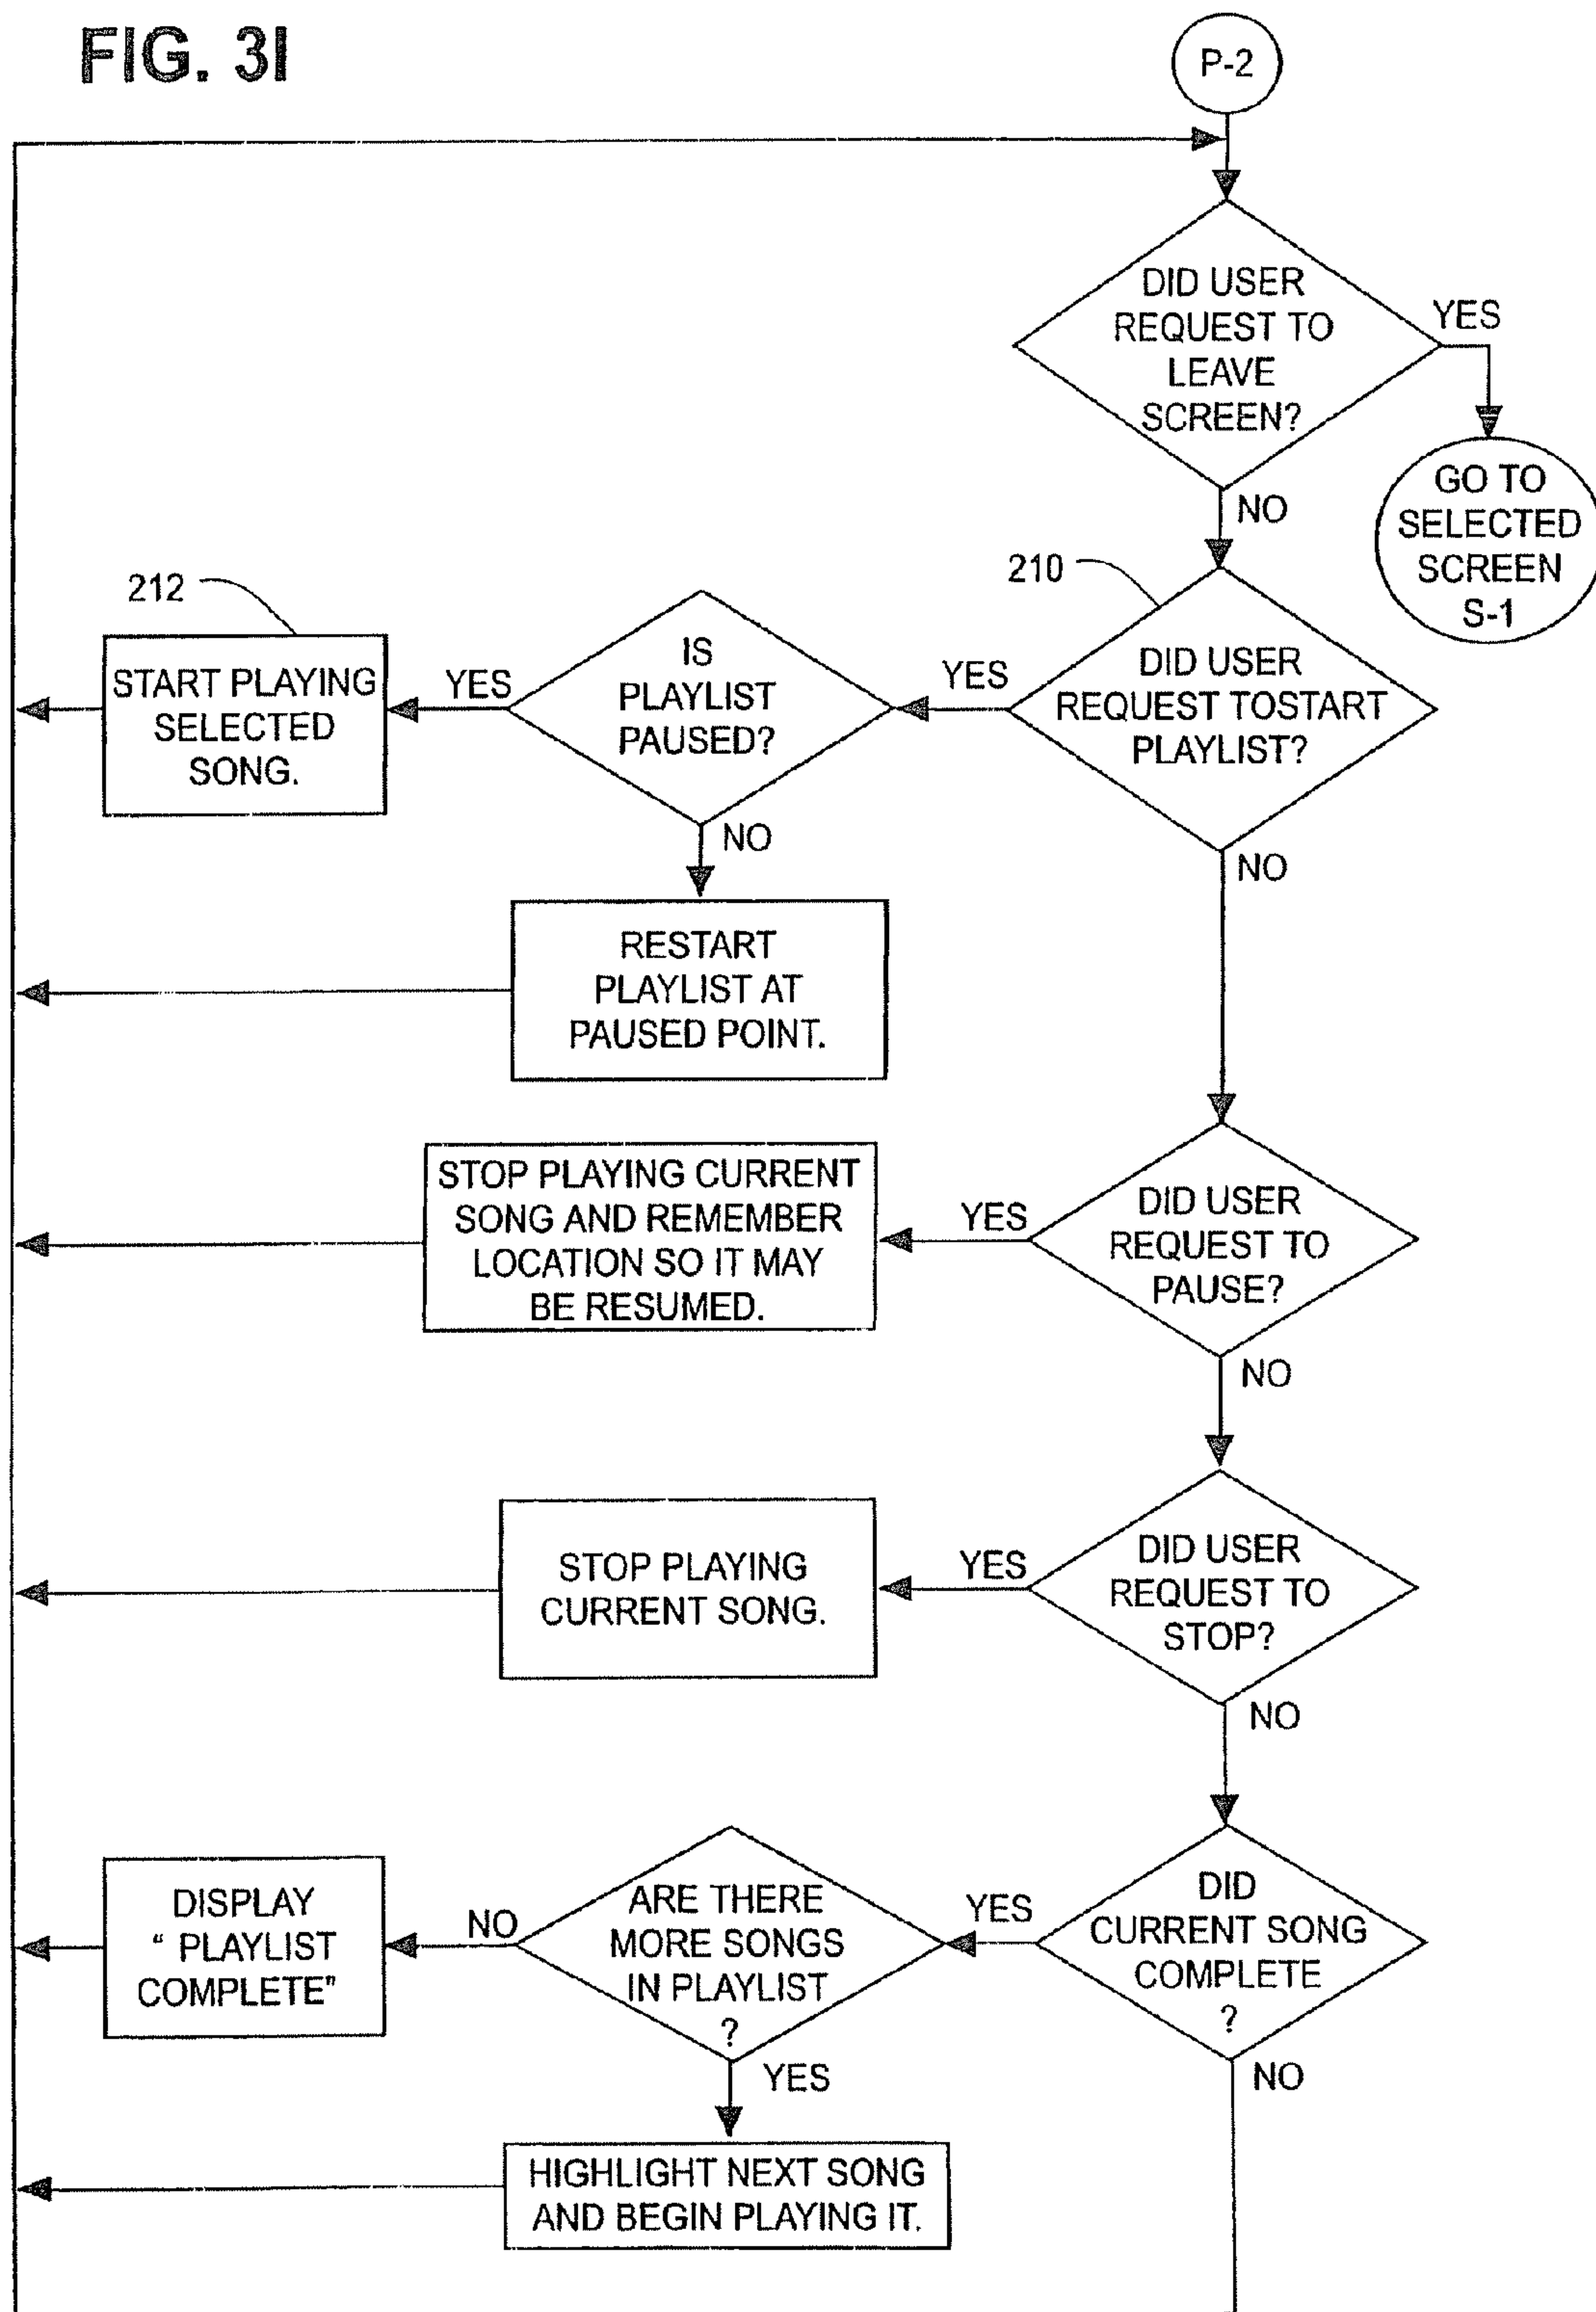 FIG. 3I
P-2
DID USER
REQUEST TO
LEAVE
SCREEN?
YES
GO TO
SELECTED
SCREEN
S-1
NO
210
DID USER
REQUEST TOSTART
PLAYLIST?
YES
IS
PLAYLIST
PAUSED?
YES
212
START PLAYING
SELECTED
SONG.
NO
RESTART
PLAYLIST AT
PAUSED POINT.
NO
DID USER
REQUEST TO
PAUSE?
YES
STOP PLAYING CURRENT
SONG AND REMEMBER
LOCATION SO IT MAY
BE RESUMED.
NO
DID USER
REQUEST TO
STOP?
YES
STOP PLAYING
CURRENT SONG.
NO
DID
CURRENT SONG
COMPLETE
?
YES
ARE THERE
MORE SONGS
IN PLAYLIST
?
NO
DISPLAY
“ PLAYLIST
COMPLETE”
YES
HIGHLIGHT NEXT SONG
AND BEGIN PLAYING IT.
NO